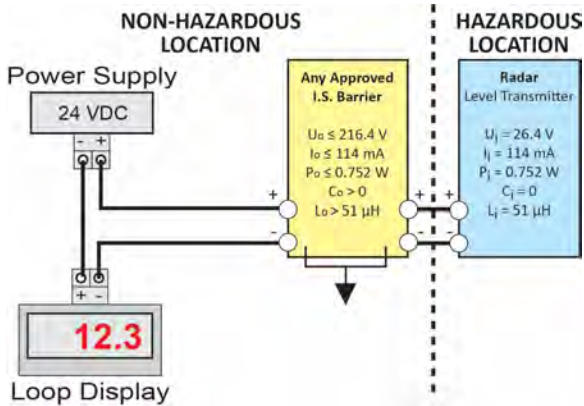 NON-HAZARDOUS
LOCATION
HAZARDOUS
LOCATION
Power Supply
24 VDC
- +
Any Approved
I.S. Barrier
Uo ≤ 216.4 V
Io ≤ 114 mA
Po ≤ 0.752 W
Co > 0
Lo > 51 µH
Radar
Level Transmitter
Ui = 26.4 V
Ii = 114 mA
Pi = 0.752 W
Ci = 0
Li = 51 µH
+ + +
- - -
+ -
12.3
Loop Display